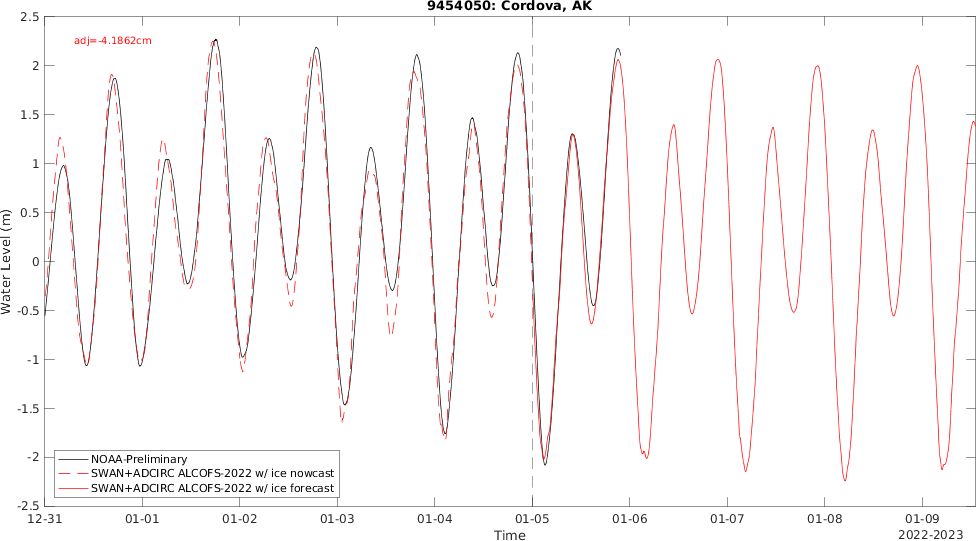 9454050: Cordova, AK
adj=-4.1862cm
2.5
2
1.5
1
0.5
0
-0.5
-1
-1.5
-2
-2.5
Water Level (m)
NOAA-Preliminary
SWAN+ADCIRC ALCOFS-2022 w/ ice nowcast
SWAN+ADCIRC ALCOFS-2022 w/ ice forecast
12-31 01-01 01-02 01-03 01-04 01-05 01-06 01-07 01-08 01-09
Time
2022-2023